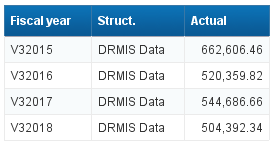 Fiscal year Struct. Actual
V32015 DRMIS Data 662,606.46
V32016 DRMIS Data 520,359.82
V32017 DRMIS Data 544,686.66
V32018 DRMIS Data 504,392.34